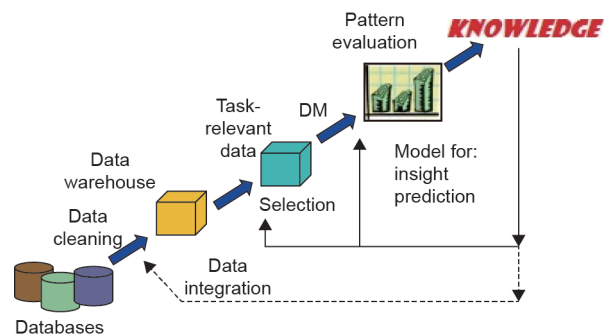 Pattern
evaluation
KNOWLEDGE
Task-
relevant
data
DM
Data
warehouse
Model for:
insight
prediction
Selection
Data
cleaning
Data
integration
Databases